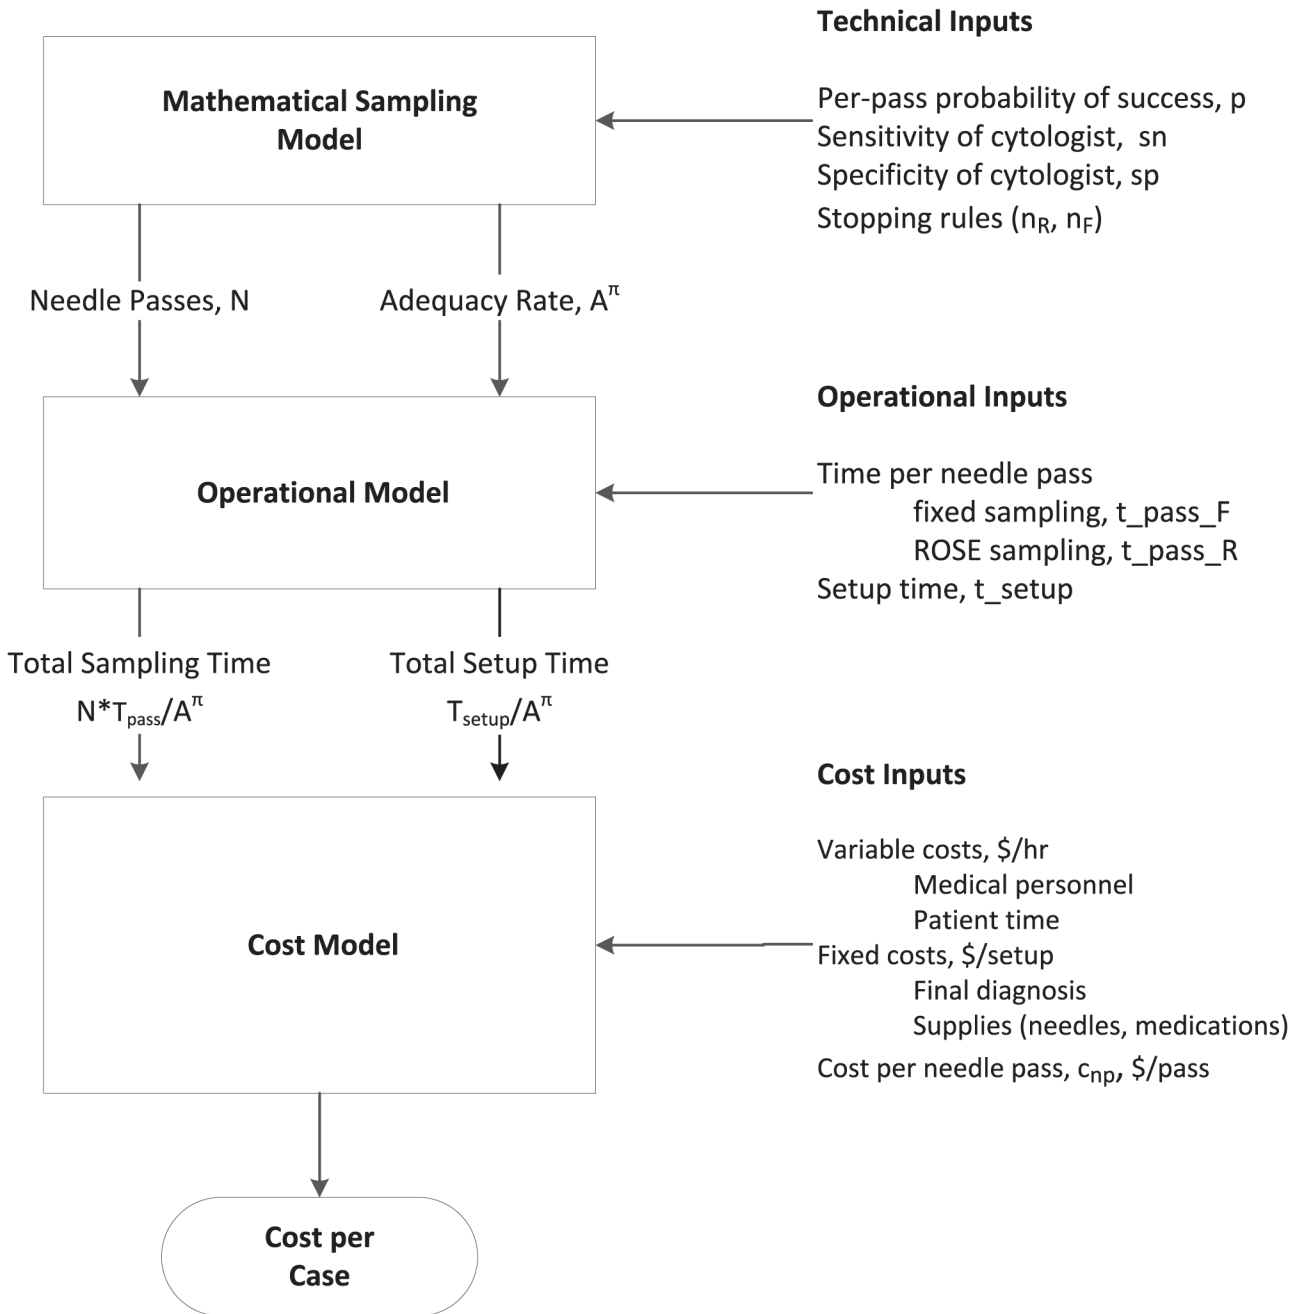 Technical Inputs
Mathematical Sampling
Model
Per-pass probability of success, p
Sensitivity of cytologist, sn
Specificity of cytologist, sp
Stopping rules (nR, nF)
Needle Passes, N
Adequacy Rate, Aπ
Operational Inputs
Operational Model
Time per needle pass
fixed sampling, t_pass_F
ROSE sampling, t_pass_R
Setup time, t_setup
Total Sampling Time
N*Tpass/Aπ
Total Setup Time
Tsetup/Aπ
Cost Inputs
Cost Model
Variable costs, $/hr
Medical personnel
Patient time
Fixed costs, $/setup
Final diagnosis
Supplies (needles, medications)
Cost per needle pass, cnp, $/pass
Cost per
Case